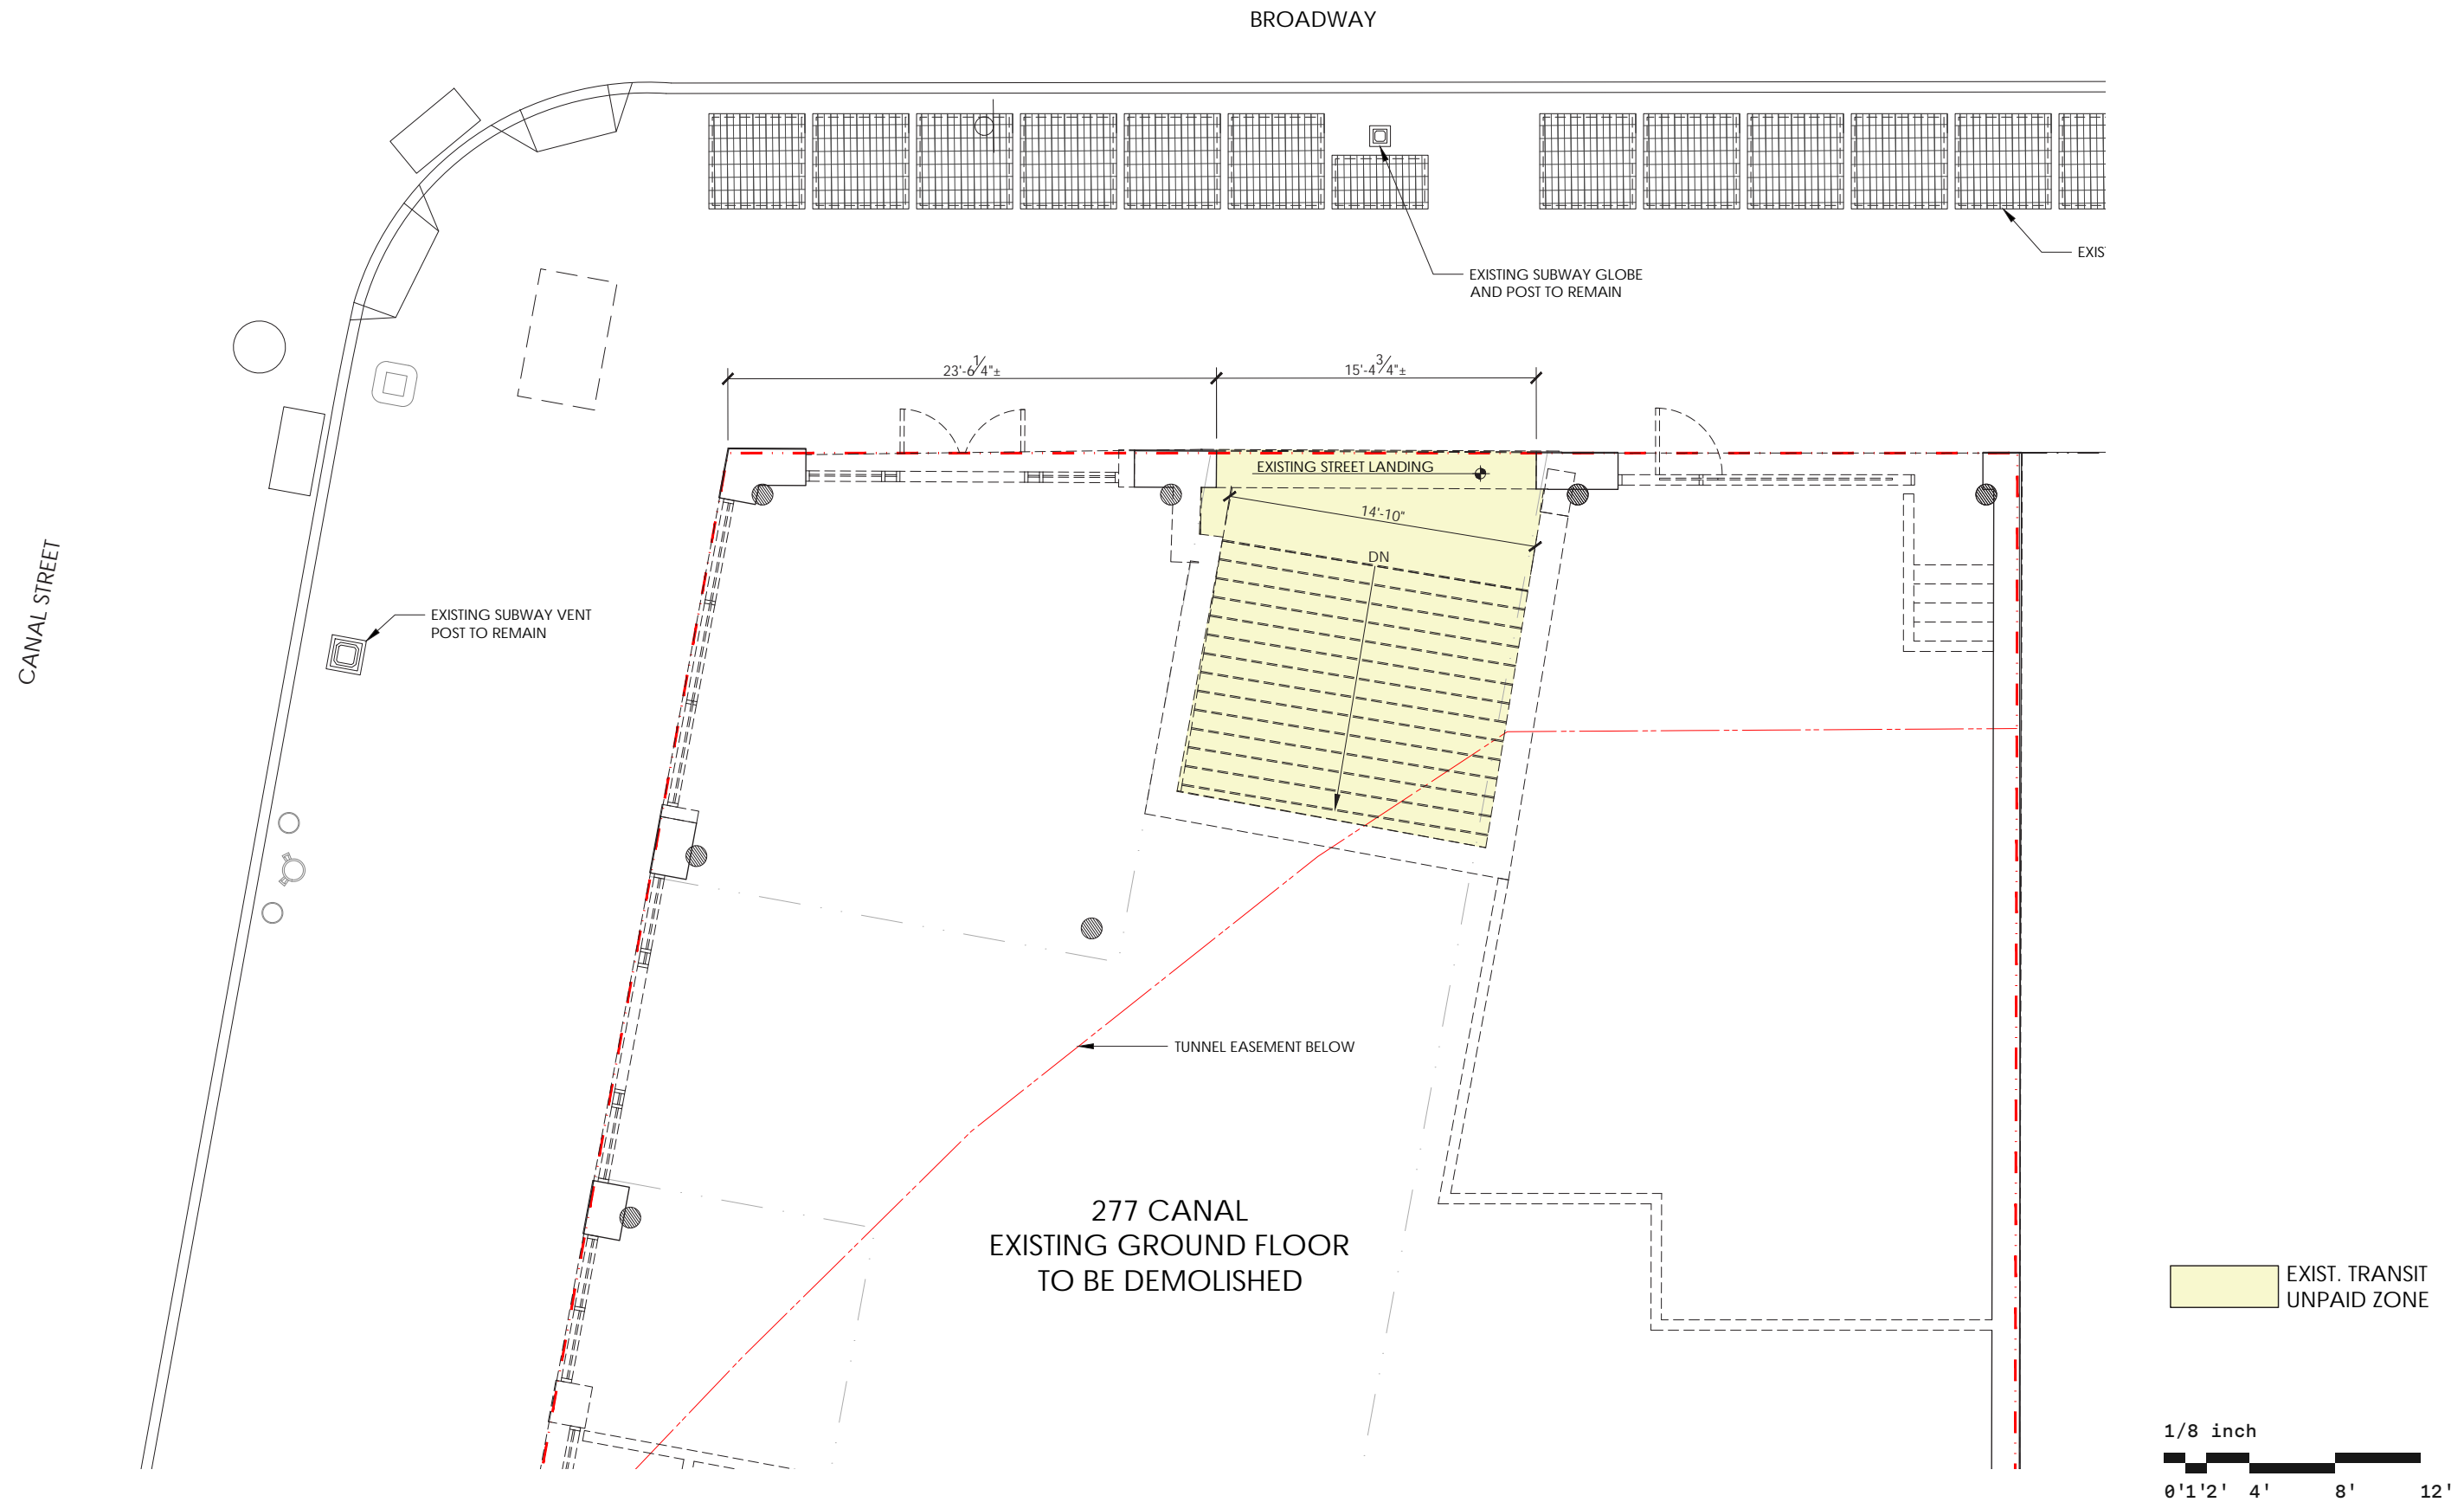 BROADWAY
EXIS
EXISTING SUBWAY GLOBE
AND POST TO REMAIN
23'-6 1/4"±
15'-4 3/4"±
EXISTING STREET LANDING
14'-10"
DN
CANAL STREET
EXISTING SUBWAY VENT
POST TO REMAIN
TUNNEL EASEMENT BELOW
277 CANAL
EXISTING GROUND FLOOR
TO BE DEMOLISHED
EXIST. TRANSIT
UNPAID ZONE
1/8 inch
0' 1' 2' 4' 8' 12'